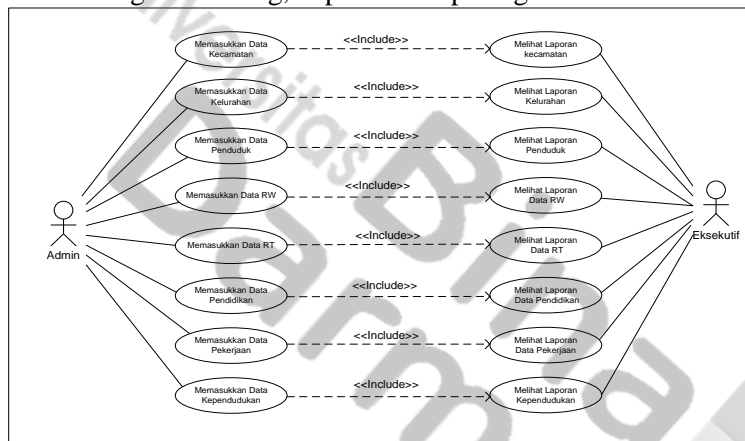 Memasukkan Data
Kecamatan
<<Include>>
Melihat Laporan
kecamatan
Memasukkan Data
Kelurahan
<<Include>>
Melihat Laporan
Kelurahan
Memasukkan Data
Penduduk
<<Include>>
Melihat Laporan
Penduduk
Memasukkan Data RW
<<Include>>
Melihat Laporan
Data RW
Admin
Eksekutif
Memasukkan Data RT
<<Include>>
Melihat Laporan
Data RT
Memasukkan Data
Pendidikan
<<Include>>
Melihat Laporan
Data Pendidikan
Memasukkan Data
Pekerjaan
<<Include>>
Melihat Laporan
Data Pekerjaan
Memasukkan Data
Kependudukan
<<Include>>
Melihat Laporan
Kependudukan
Darm
Bina